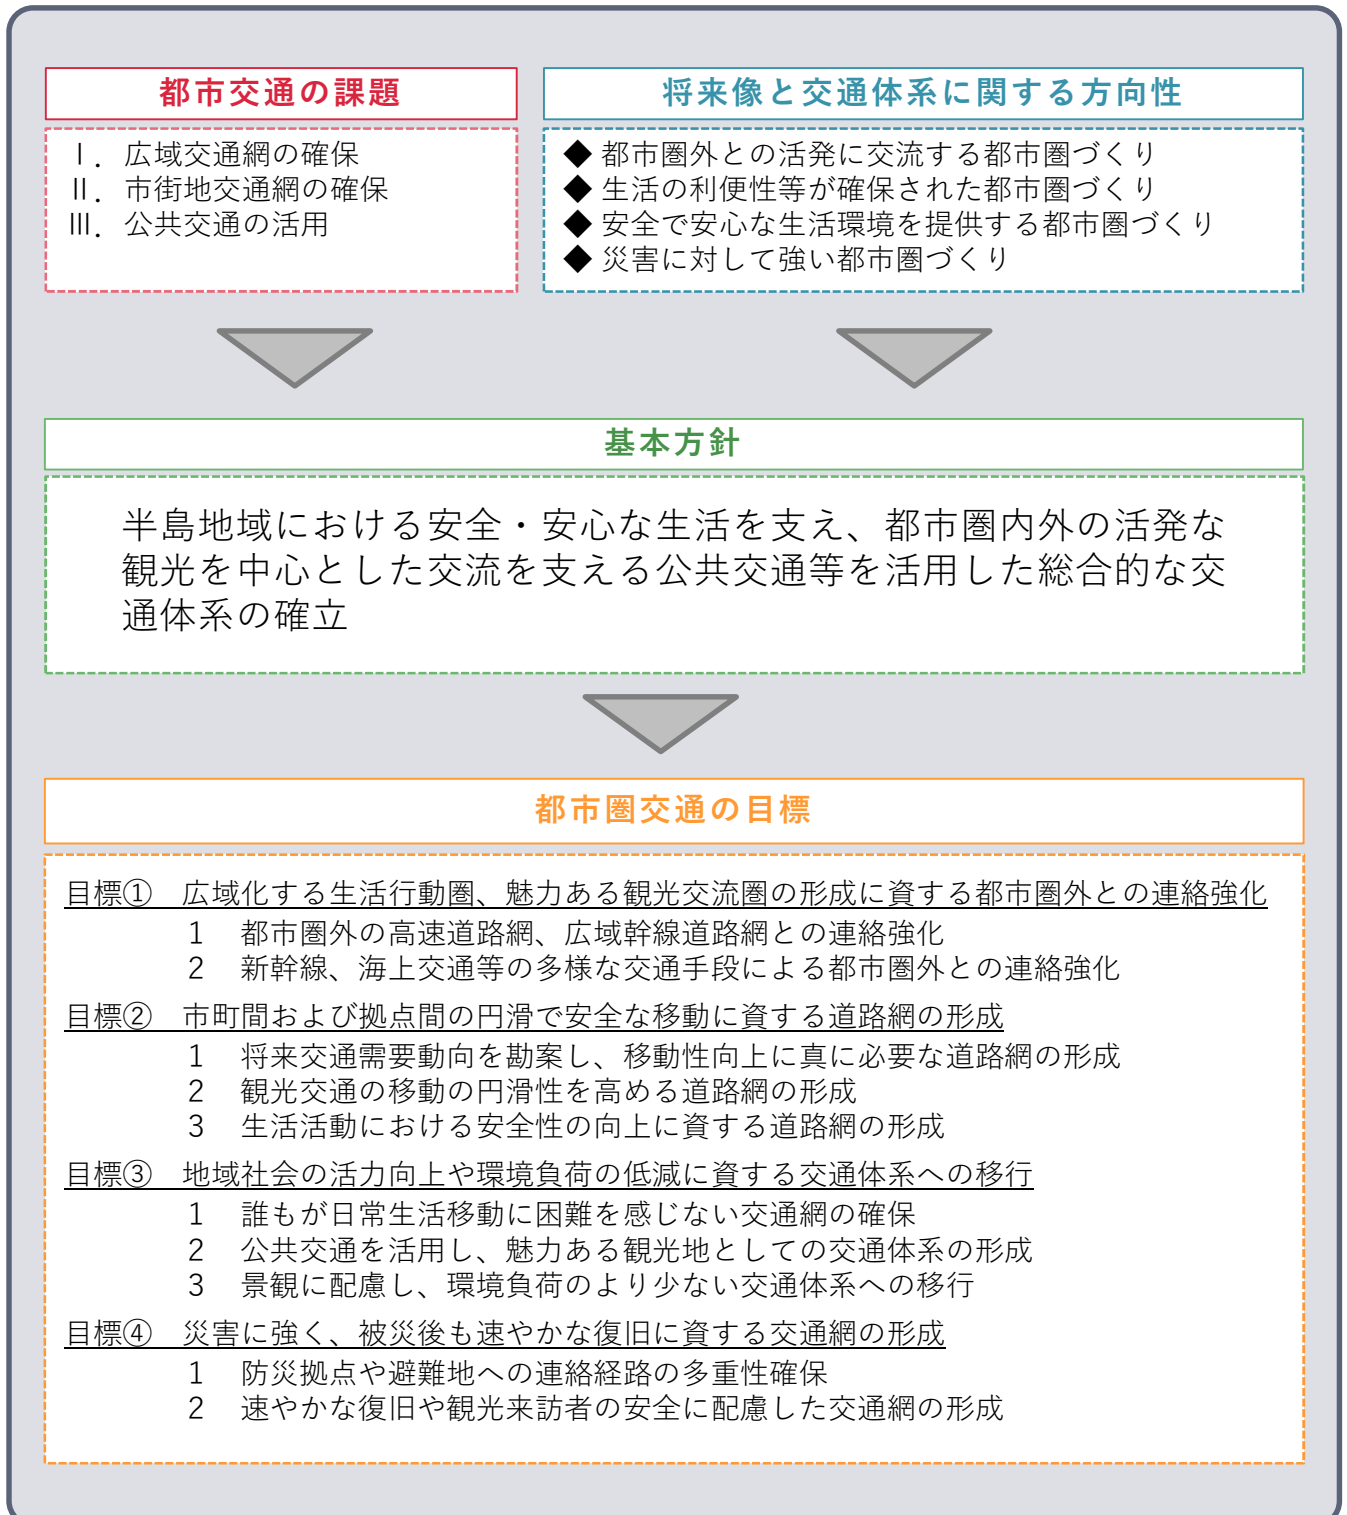 都市交通の課題
Ⅰ．広域交通網の確保
Ⅱ．市街地交通網の確保
Ⅲ．公共交通の活用
将来像と交通体系に関する方向性
◆ 都市圏外との活発に交流する都市圏づくり
◆ 生活の利便性等が確保された都市圏づくり
◆ 安全で安心な生活環境を提供する都市圏づくり
◆ 災害に対して強い都市圏づくり
基本方針
半島地域における安全・安心な生活を支え、都市圏内外の活発な
観光を中心とした交流を支える公共交通等を活用した総合的な交
通体系の確立
都市圏交通の目標
目標①　広域化する生活行動圏、魅力ある観光交流圏の形成に資する都市圏外との連絡強化
1　都市圏外の高速道路網、広域幹線道路網との連絡強化
2　新幹線、海上交通等の多様な交通手段による都市圏外との連絡強化
目標②　市町間および拠点間の円滑で安全な移動に資する道路網の形成
1　将来交通需要動向を勘案し、移動性向上に真に必要な道路網の形成
2　観光交通の移動の円滑性を高める道路網の形成
3　生活活動における安全性の向上に資する道路網の形成
目標③　地域社会の活力向上や環境負荷の低減に資する交通体系への移行
1　誰もが日常生活移動に困難を感じない交通網の確保
2　公共交通を活用し、魅力ある観光地としての交通体系の形成
3　景観に配慮し、環境負荷のより少ない交通体系への移行
目標④　災害に強く、被災後も速やかな復旧に資する交通網の形成
1　防災拠点や避難地への連絡経路の多重性確保
2　速やかな復旧や観光来訪者の安全に配慮した交通網の形成